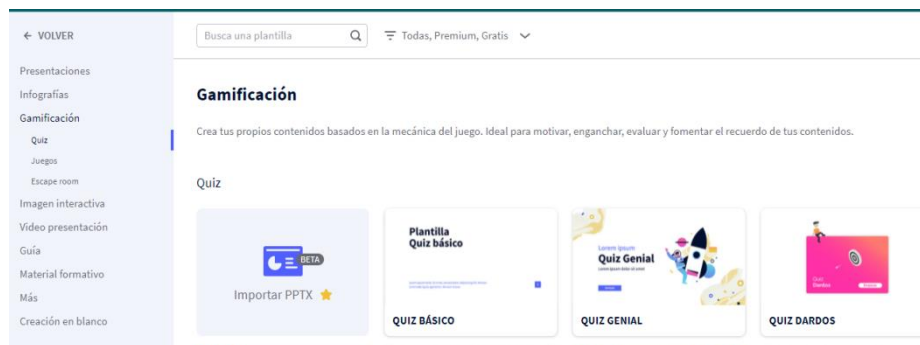 ← VOLVER
Presentaciones
Infografías
Gamificación
Quiz
Juegos
Escape room
Imagen interactiva
Video presentación
Guía
Material formativo
Más
Creación en blanco
Busca una plantilla
Todas, Premium, Gratis
Gamificación
Crea tus propios contenidos basados en la mecánica del juego. Ideal para motivar, enganchar, evaluar y fomentar el recuerdo de tus contenidos.
Quiz
BETA
Importar PPTX
Plantilla
Quiz básico
QUIZ BÁSICO
Lorem Ipsum
Quiz Genial
QUIZ GENIAL
Quiz
Dardos
QUIZ DARDOS